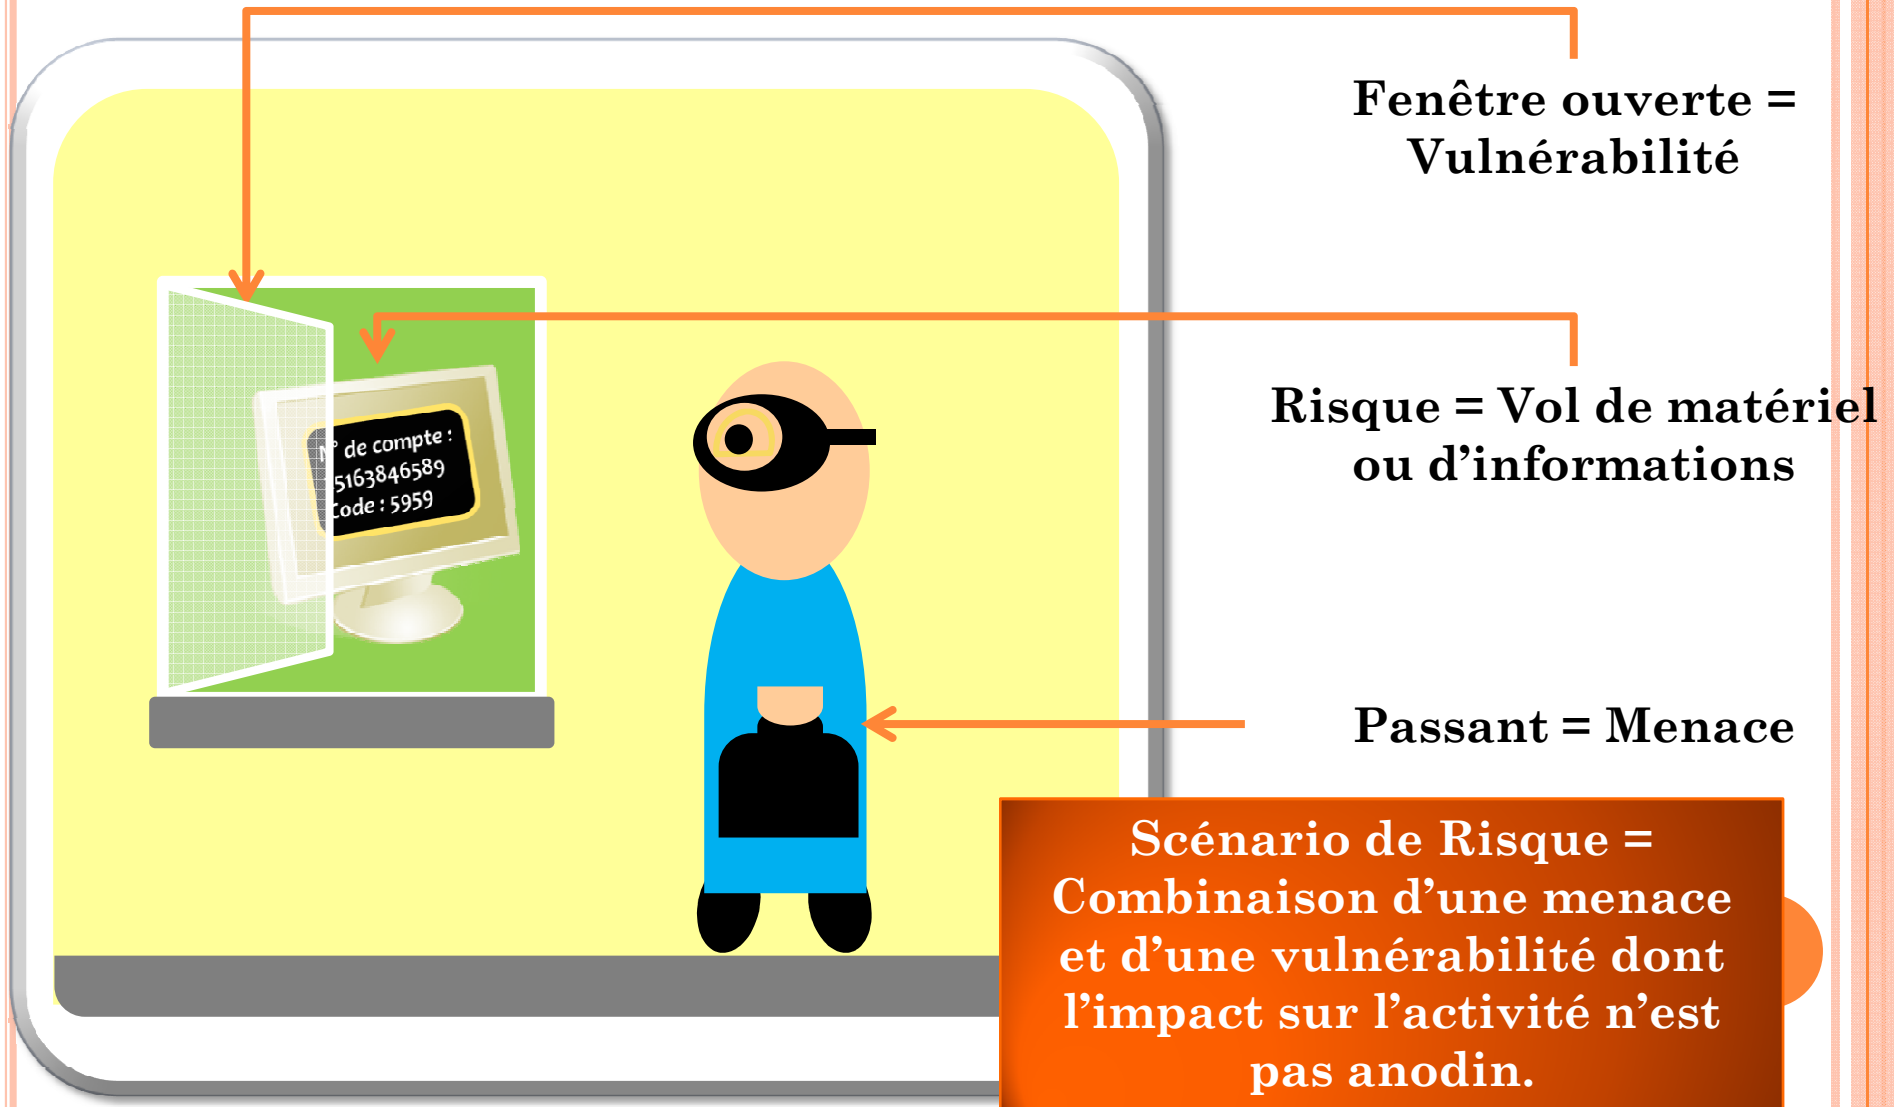 Fenêtre ouverte =
Vulnérabilité
N° de compte :
5163846589
Code : 5959
Risque = Vol de matériel
ou d’informations
Passant = Menace
Scénario de Risque =
Combinaison d’une menace
et d’une vulnérabilité dont
l’impact sur l’activité n’est
pas anodin.